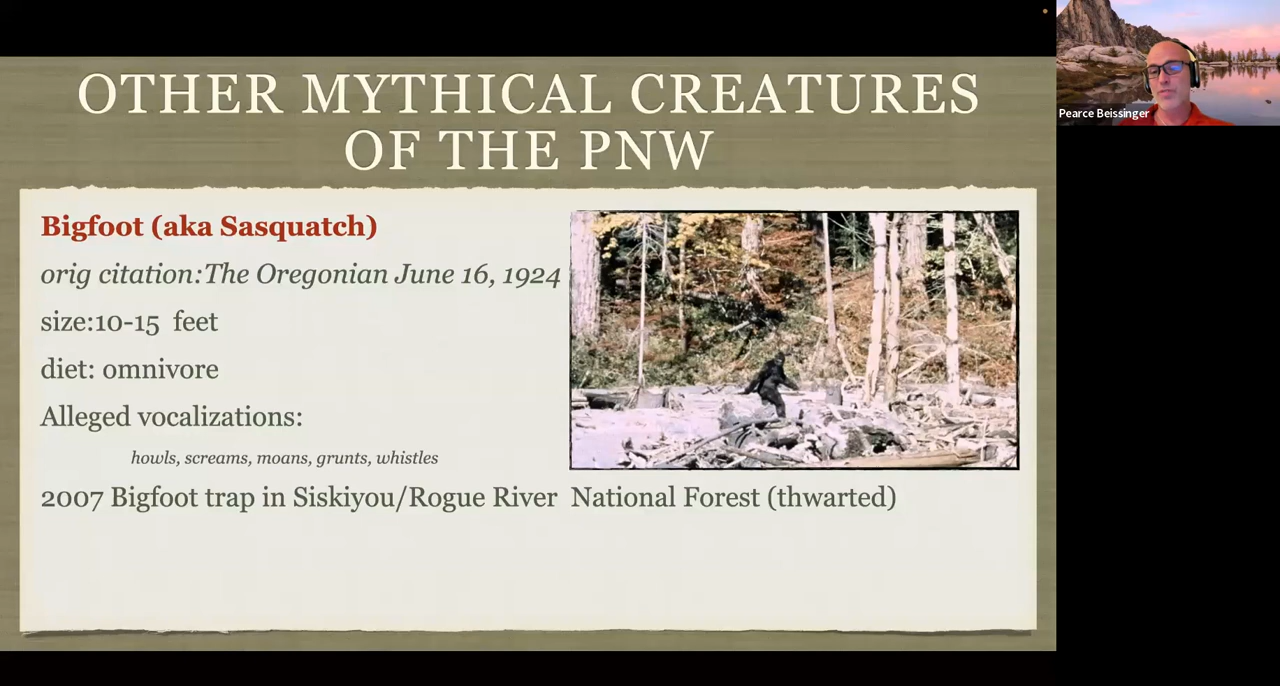 OTHER MYTHICAL CREATURES
OF THE PNW
Bigfoot (aka Sasquatch)
orig citation:The Oregonian June 16, 1924
size:10-15  feet
diet: omnivore
Alleged vocalizations:
howls, screams, moans, grunts, whistles
2007 Bigfoot trap in Siskiyou/Rogue River  National Forest (thwarted)
Pearce Beissinger